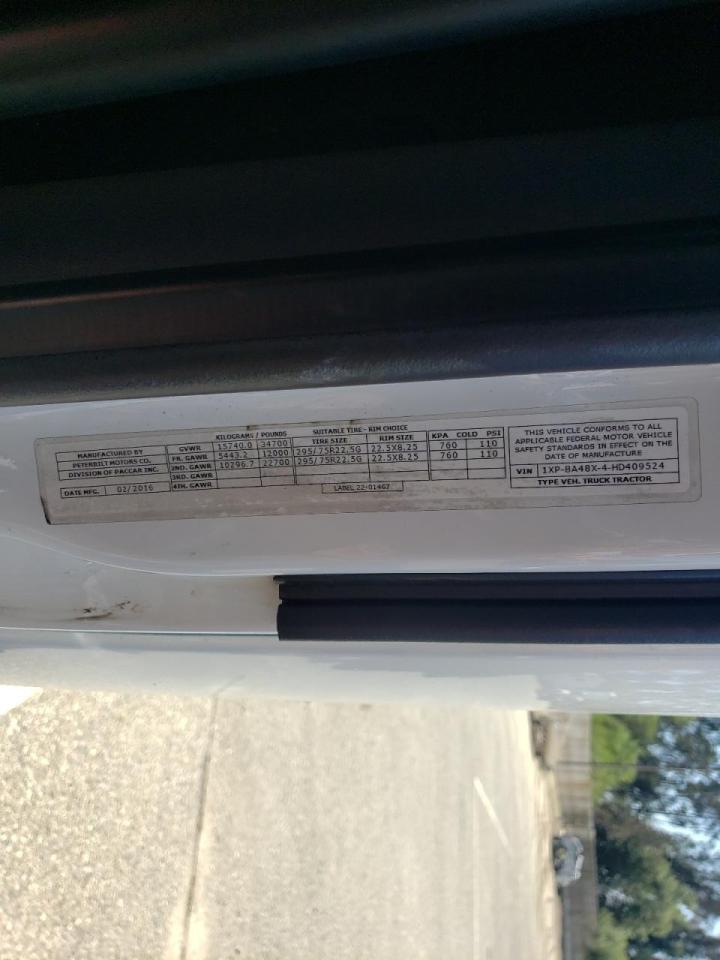 MANUFACTURED BY
PETERBILT MOTORS CO.
DIVISION OF PACCAR INC.
DATE MFG. 02/2016
KILOGRAMS / POUNDS
GVWR 15740.0 34700
FR. GAWR 5443.2 12000
2ND. GAWR 10296.7 22700
3RD. GAWR
4TH. GAWR
SUITABLE TIRE - RIM CHOICE
TIRE SIZE RIM SIZE KPA COLD PSI
295/75R22.5G 22.5X8.25 760 110
295/75R22.5G 22.5X8.25 760 110
LABEL 22-01467
THIS VEHICLE CONFORMS TO ALL
APPLICABLE FEDERAL MOTOR VEHICLE
SAFETY STANDARDS IN EFFECT ON THE
DATE OF MANUFACTURE
VIN 1XP-BA48X-4-HD409524
TYPE VEH. TRUCK TRACTOR